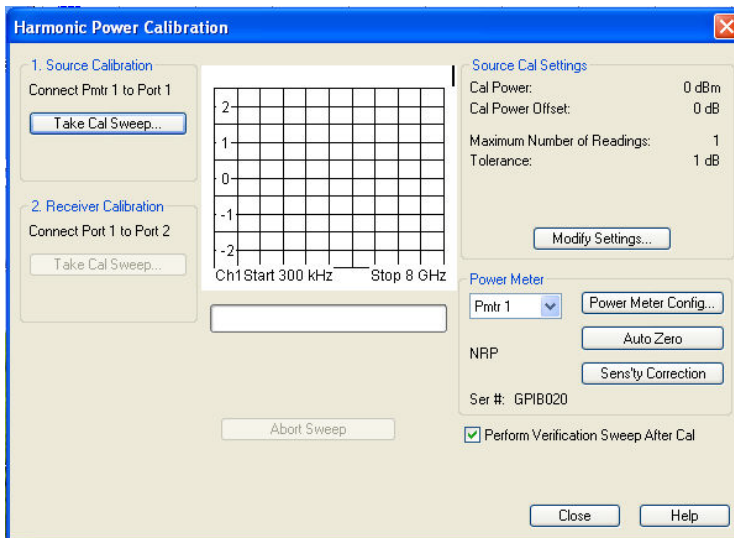 Harmonic Power Calibration
1. Source Calibration
Connect Pmtr 1 to Port 1
Take Cal Sweep...
2. Receiver Calibration
Connect Port 1 to Port 2
Take Cal Sweep...
2
1
0
-1
-2
Ch1 Start 300 kHz Stop 8 GHz
Abort Sweep
Source Cal Settings
Cal Power: 0 dBm
Cal Power Offset: 0 dB
Maximum Number of Readings: 1
Tolerance: 1 dB
Modify Settings...
Power Meter
Pmtr 1
Power Meter Config...
Auto Zero
NRP
Sens'ty Correction
Ser #: GPIB020
Perform Verification Sweep After Cal
Close
Help